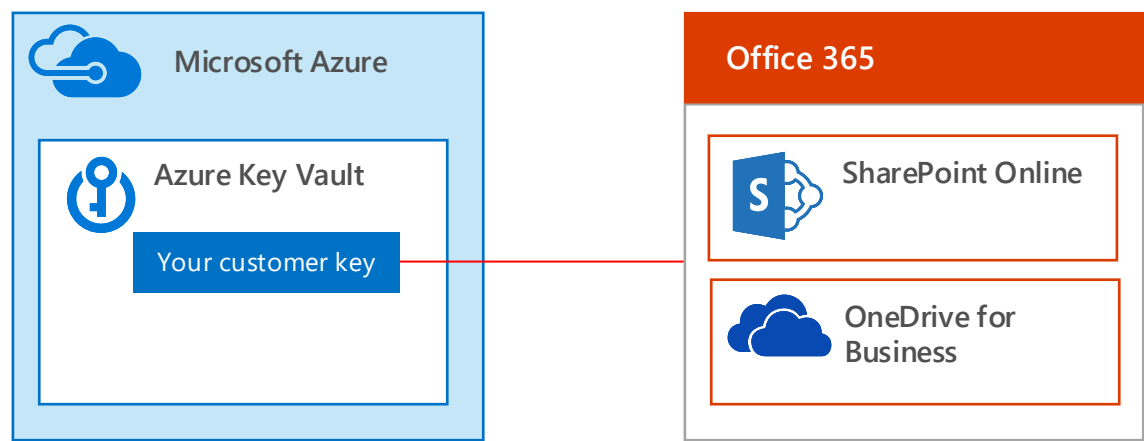 Microsoft Azure
Azure Key Vault
Your customer key
Office 365
S
SharePoint Online
OneDrive for
Business